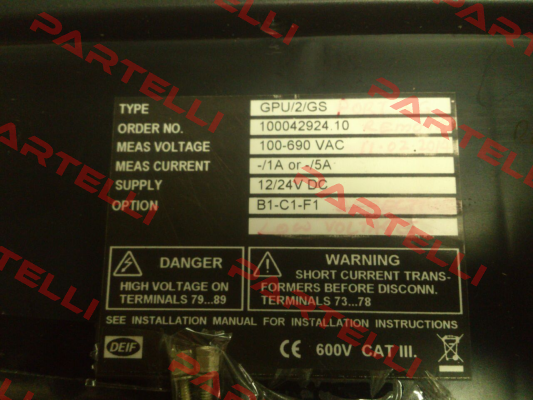 PARTELLI
TYPE GPU/2/GS
ORDER NO. 100042924.10
MEAS VOLTAGE 100-690 VAC
MEAS CURRENT -/1A or -/5A
SUPPLY 12/24V DC
OPTION B1-C1-F1
DANGER
HIGH VOLTAGE ON
TERMINALS 79...89
WARNING
SHORT CURRENT TRANS-
FORMERS BEFORE DISCONN.
TERMINALS 73...78
SEE INSTALLATION MANUAL FOR INSTALLATION INSTRUCTIONS
DEIF
CE 600V CAT III.